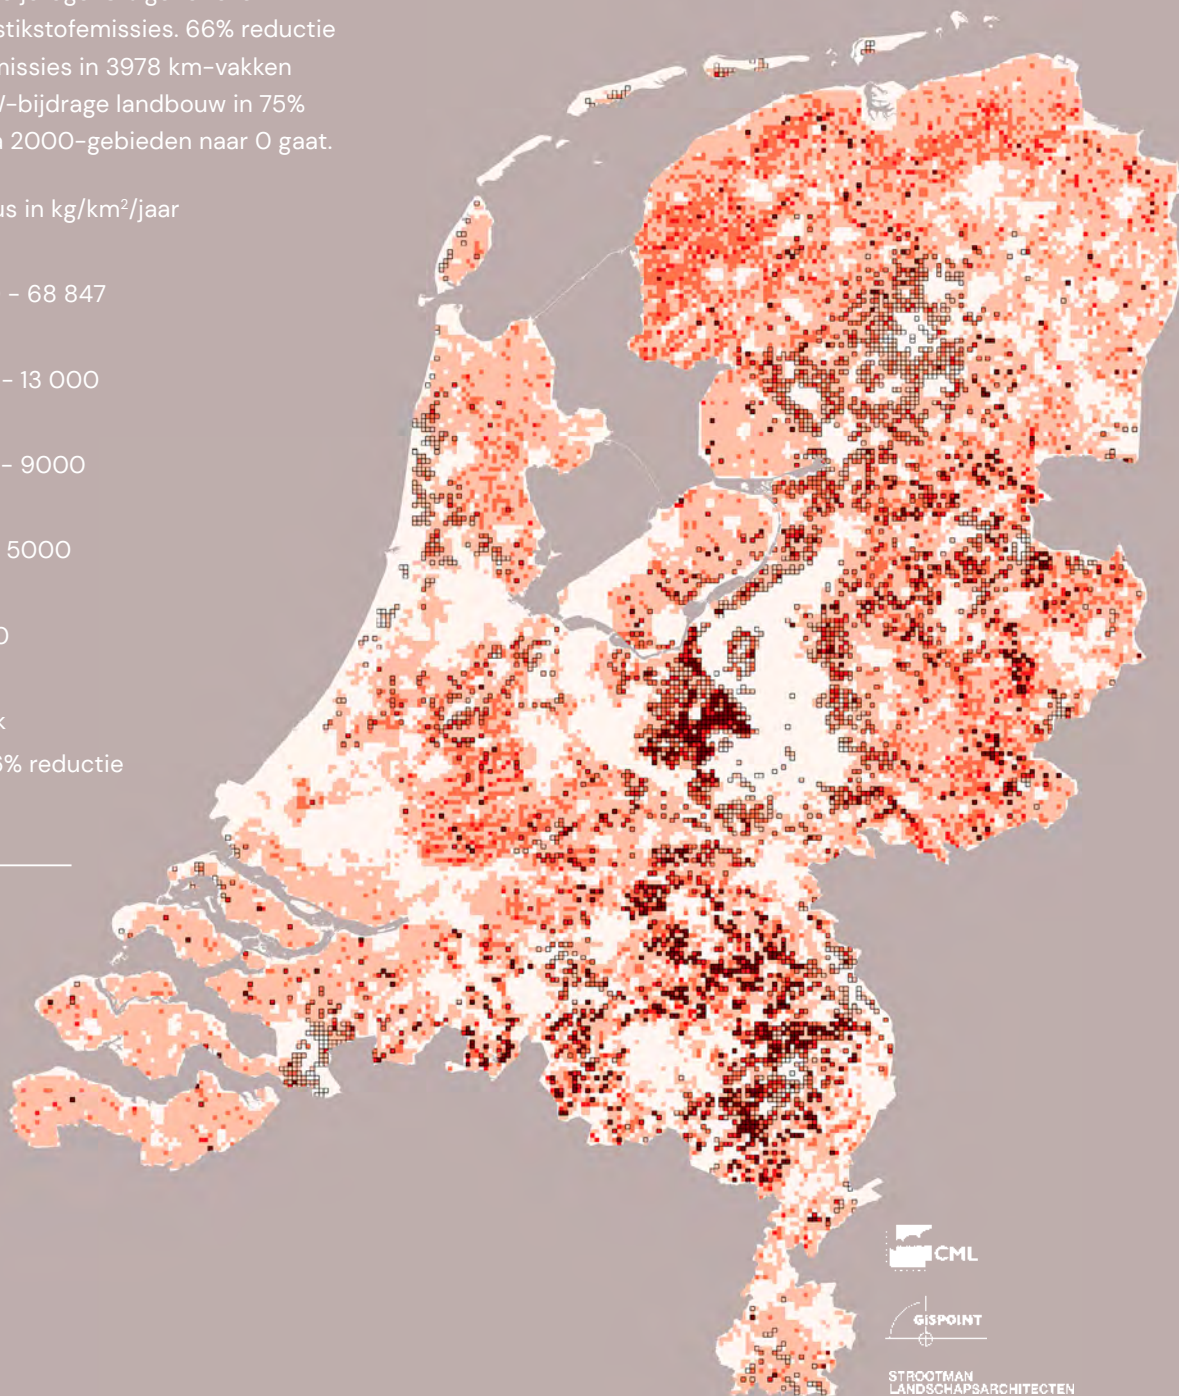 stikstofemissies. 66% reductie
missies in 3978 km-vakken
-bijdrage landbouw in 75%
2000-gebieden naar 0 gaat.
us in kg/km²/jaar
– 68 847
– 13 000
– 9000
5000
0
k
6% reductie
CML
GISPOINT
STROOTMAN
LANDSCHAPSARCHITECTEN